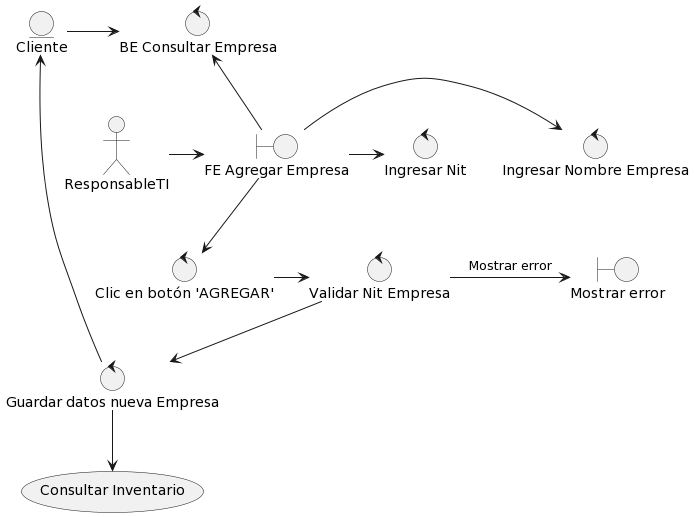 Cliente
BE Consultar Empresa
ResponsableTI
FE Agregar Empresa
Ingresar Nit
Ingresar Nombre Empresa
Clic en botón 'AGREGAR'
Validar Nit Empresa
Mostrar error
Mostrar error
Guardar datos nueva Empresa
Consultar Inventario